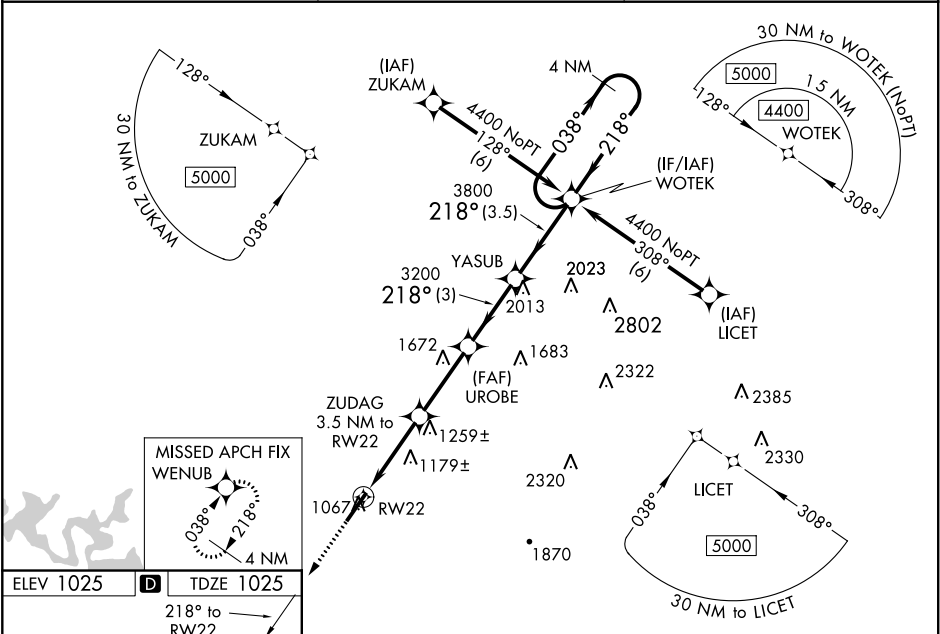 128°
ZUKAM
5000
30 NM to ZUKAM
038°
(IAF)
ZUKAM
4400 NoPT
128°
(6)
4 NM
038°
218°
(IF/IAF)
WOTEK
30 NM to WOTEK (NoPT)
5000
15 NM
4400
128°
WOTEK
308°
3800
218° (3.5)
4400 NoPT
308°
(6)
(IAF)
LICET
YASUB
3200
218° (3)
2013
2023
2802
1672
1683
(FAF)
UROBE
2322
2385
ZUDAG
3.5 NM to
RW22
1259±
1179±
2320
2330
LICET
038°
308°
5000
30 NM to LICET
MISSED APCH FIX
WENUB
038°
218°
4 NM
1067
RW22
1870
ELEV 1025
D
TDZE 1025
218° to
RW22